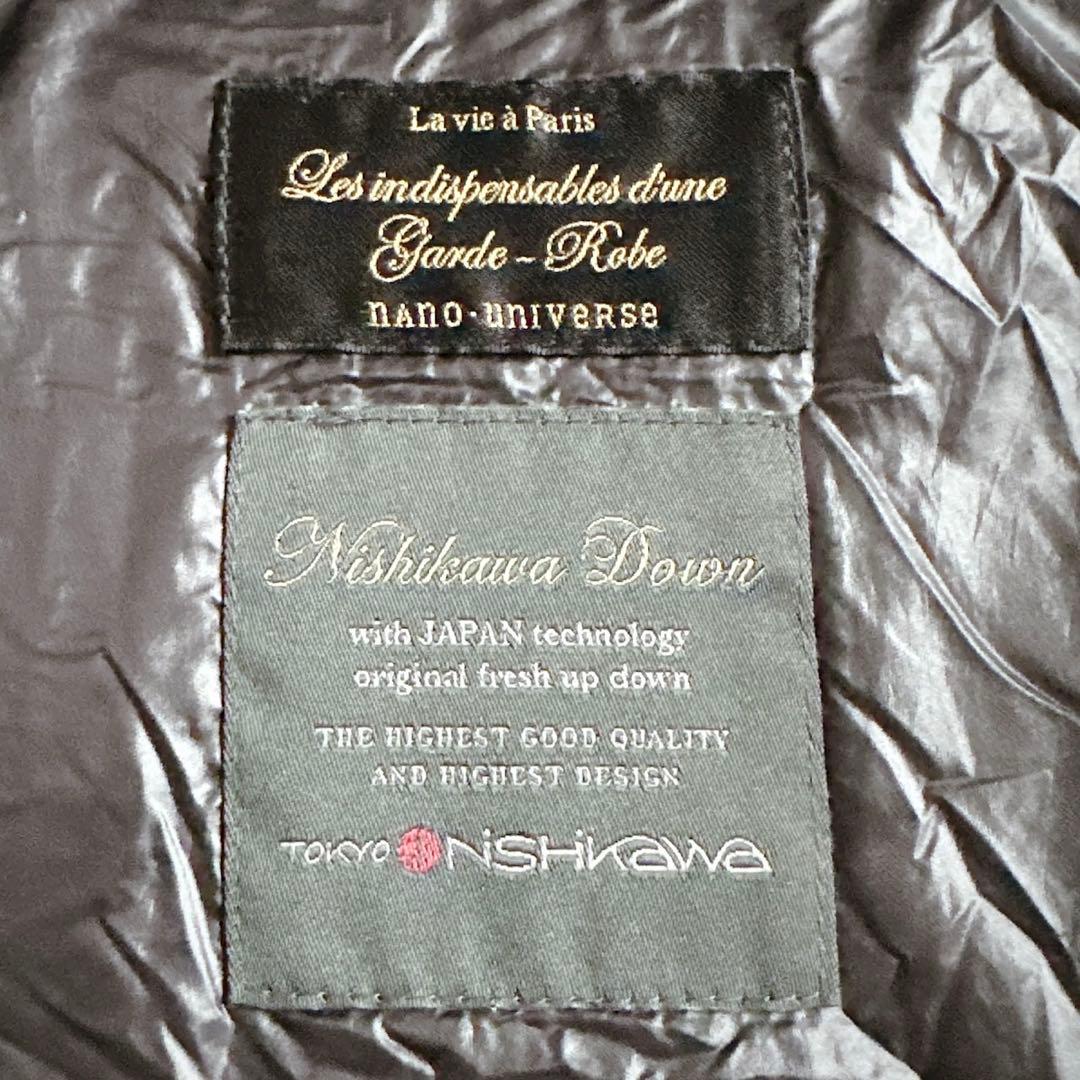 La vie à Paris
Les indispensables d'une
Garde-Robe
nano·universe
Nishikawa Down
with JAPAN technology
original fresh up down
THE HIGHEST GOOD QUALITY
AND HIGHEST DESIGN
TOKYO NiSHiKaWa